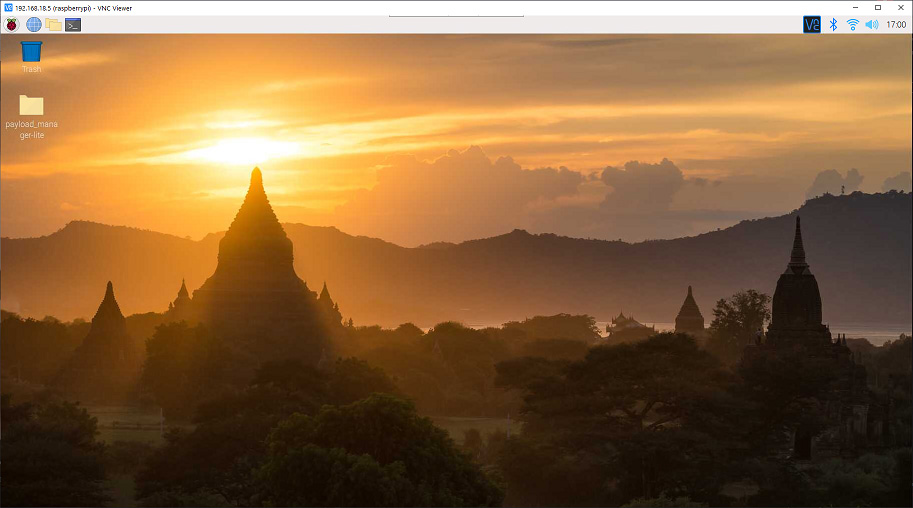 192.168.18.5 (raspberrypi) - VNC Viewer
17:00
Trash
payload_mana
ger-lite